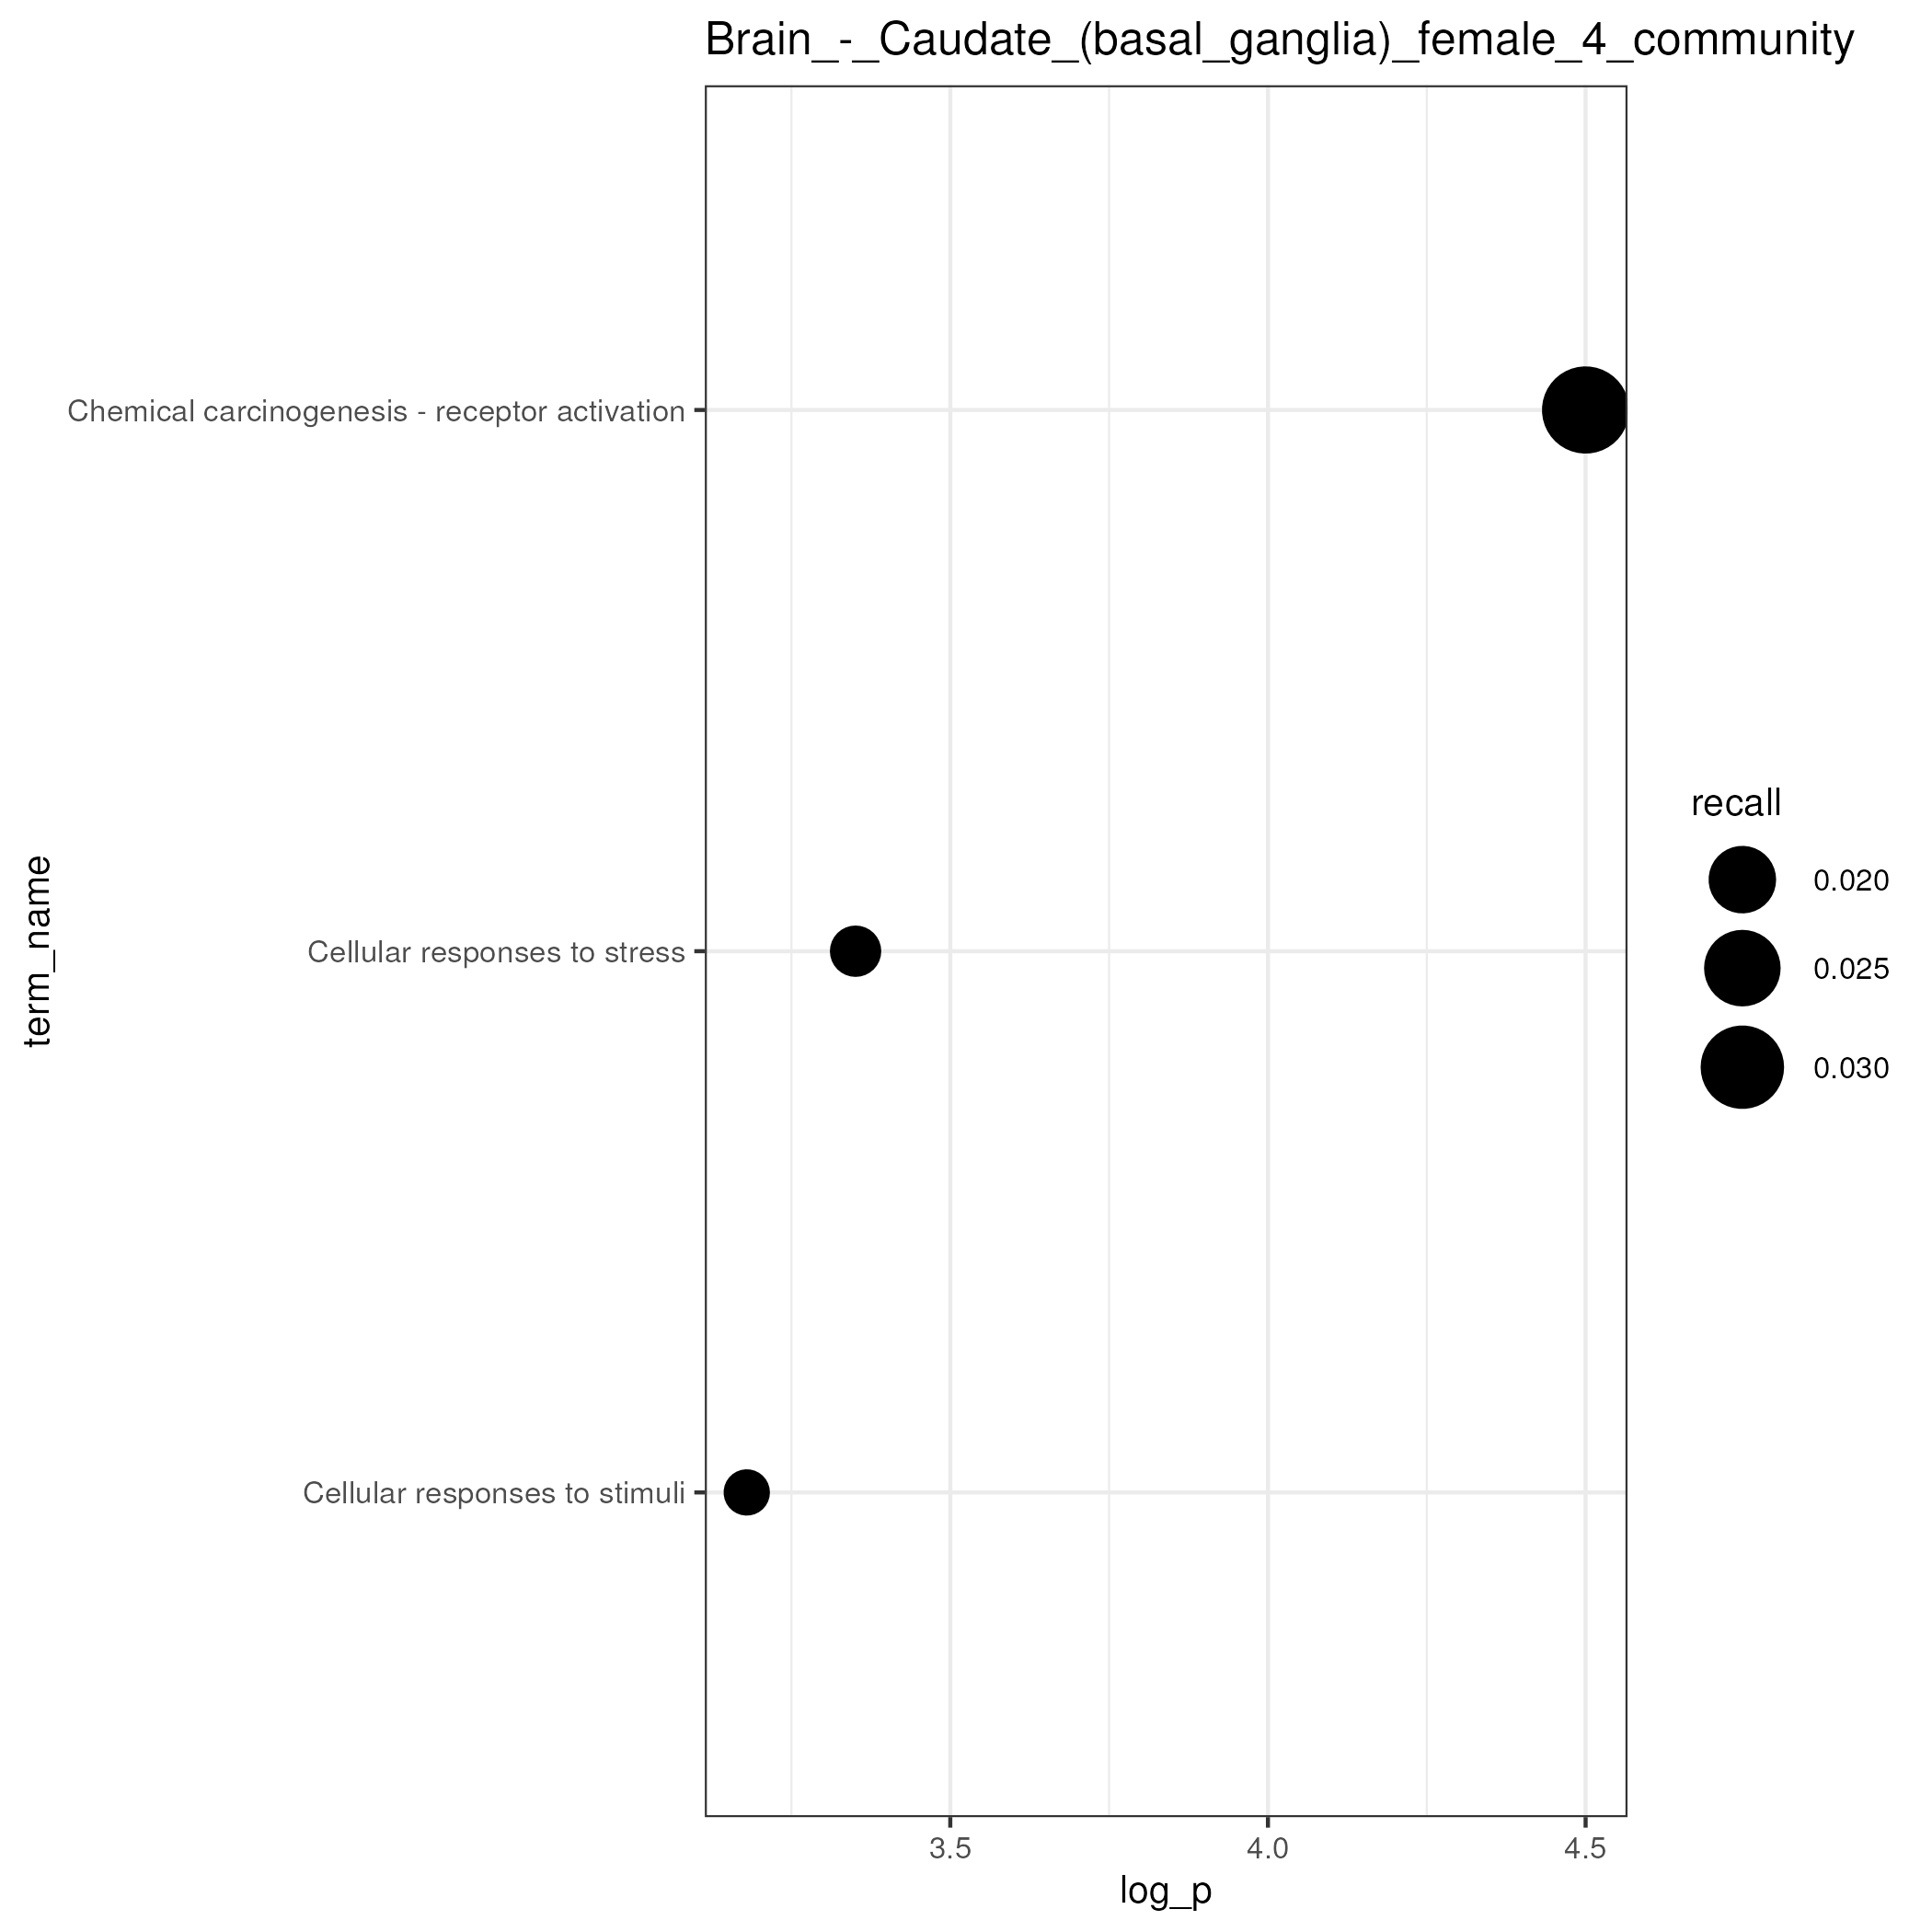 Brain_-_Caudate_(basal_ganglia)_female_4_community
Chemical carcinogenesis - receptor activation
Cellular responses to stress
Cellular responses to stimuli
term_name
3.5
4.0
4.5
log_p
recall
0.020
0.025
0.030